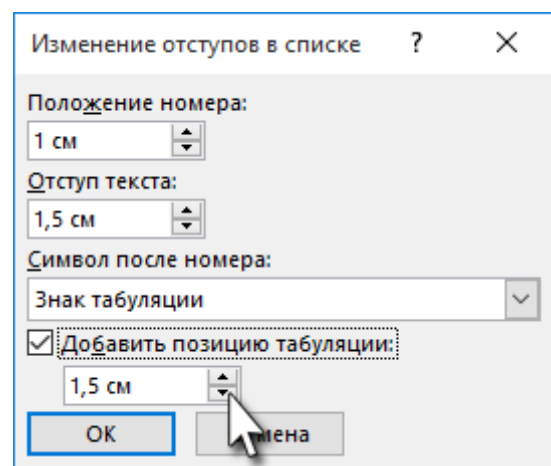 Изменение отступов в списке ?
Положение номера:
1 см
Отступ текста:
1,5 см
Символ после номера:
Знак табуляции
Добавить позицию табуляции:
1,5 см
ОК